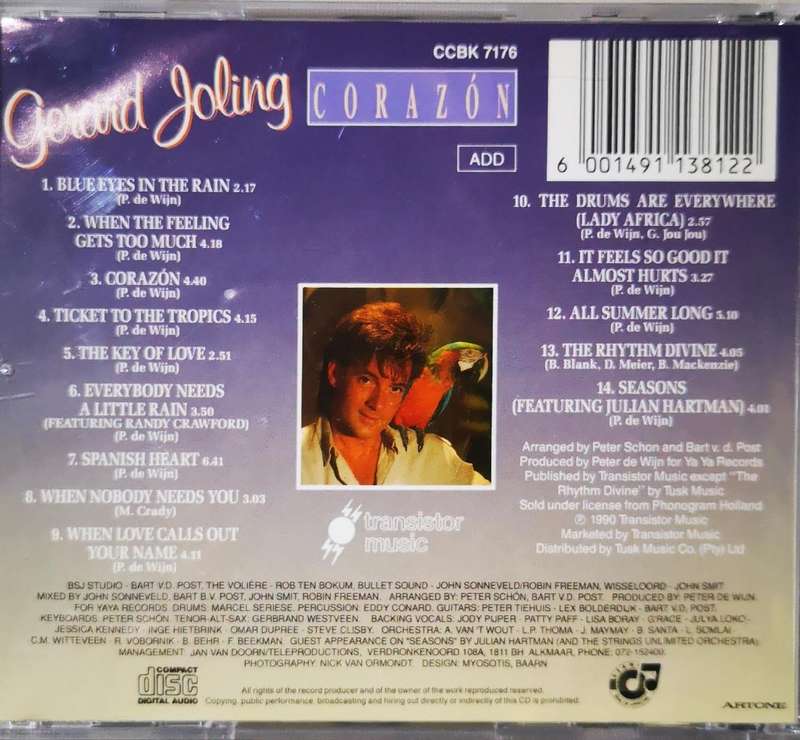 CCBK 7176
Gerard Joling
CORAZÓN
ADD
6 001491 138122
1. BLUE EYES IN THE RAIN 2.17
(P. de Wijn)
2. WHEN THE FEELING
GETS TOO MUCH 4.18
(P. de Wijn)
3. CORAZÓN 4.40
(P. de Wijn)
4. TICKET TO THE TROPICS 4.15
(P. de Wijn)
5. THE KEY OF LOVE 2.51
(P. de Wijn)
6. EVERYBODY NEEDS
A LITTLE RAIN 3.50
(FEATURING RANDY CRAWFORD)
(P. de Wijn)
7. SPANISH HEART 6.41
(P. de Wijn)
8. WHEN NOBODY NEEDS YOU 3.03
(M. Crady)
9. WHEN LOVE CALLS OUT
YOUR NAME 4.11
(P. de Wijn)
10. THE DRUMS ARE EVERYWHERE
(LADY AFRICA) 2.57
(P. de Wijn, G. Jou Jou)
11. IT FEELS SO GOOD IT
ALMOST HURTS 3.27
(P. de Wijn)
12. ALL SUMMER LONG 5.10
(P. de Wijn)
13. THE RHYTHM DIVINE 4.05
(B. Blank, D. Meier, B. Mackenzie)
14. SEASONS
(FEATURING JULIAN HARTMAN) 4.01
(P. de Wijn)
Arranged by Peter Schon and Bart v. d. Post
Produced by Peter de Wijn for Ya Ya Records
Published by Transistor Music except "The
Rhythm Divine" by Tusk Music
Sold under license from Phonogram Holland
℗ 1990 Transistor Music
Marketed by Transistor Music
Distributed by Tusk Music Co. (Pty) Ltd
transistor
music
BSJ STUDIO - BART V.D. POST, THE VOLIÈRE - ROB TEN BOKUM, BULLET SOUND - JOHN SONNEVELD/ROBIN FREEMAN, WISSELOORD - JOHN SMIT
MIXED BY JOHN SONNEVELD, BART B.V. POST, JOHN SMIT, ROBIN FREEMAN. ARRANGED BY: PETER SCHÖN, BART V.D. POST. PRODUCED BY: PETER DE WIJN
FOR YAYA RECORDS. DRUMS: MARCEL SERIESE. PERCUSSION: EDDY CONARD. GUITARS: PETER TIEHUIS - LEX BOLDERDIJK - BART V.D. POST.
KEYBOARDS: PETER SCHÖN, TENOR-ALT-SAX: GERBRAND WESTVEEN. BACKING VOCALS: JODY PIJPER - PATTY PAFF - LISA BORAY - GRACE - JULYA LOKO -
JESSICA KENNEDY - INGE RIETBRINK - OMAR DUPREE - STEVE CLISBY. ORCHESTRA: A. VAN 'T WOUT - L.P. THOMA - J. MAYMAY - B. SANTA - L. SOMLAI -
C.M. WITTEVEEN - R. VOBORNIK - B. BEHR - F. BEEKMAN. GUEST APPEARANCE ON "SEASONS" BY JULIAN HARTMAN (AND THE STRINGS UNLIMITED ORCHESTRA).
MANAGEMENT: JAN VAN DOORN/TELEPRODUCTIONS, VERDRONKENOORD 108A, 1811 BH ALKMAAR, PHONE: 072-152400.
PHOTOGRAPHY: NICK VAN ORMONDT. DESIGN: MYOSOTIS, BAARN
COMPACT
disc
DIGITAL AUDIO
All rights of the record producer and of the owner of the work reproduced reserved.
Copying, public performance, broadcasting and hiring out directly or indirectly of this CD is prohibited.
ARTONE